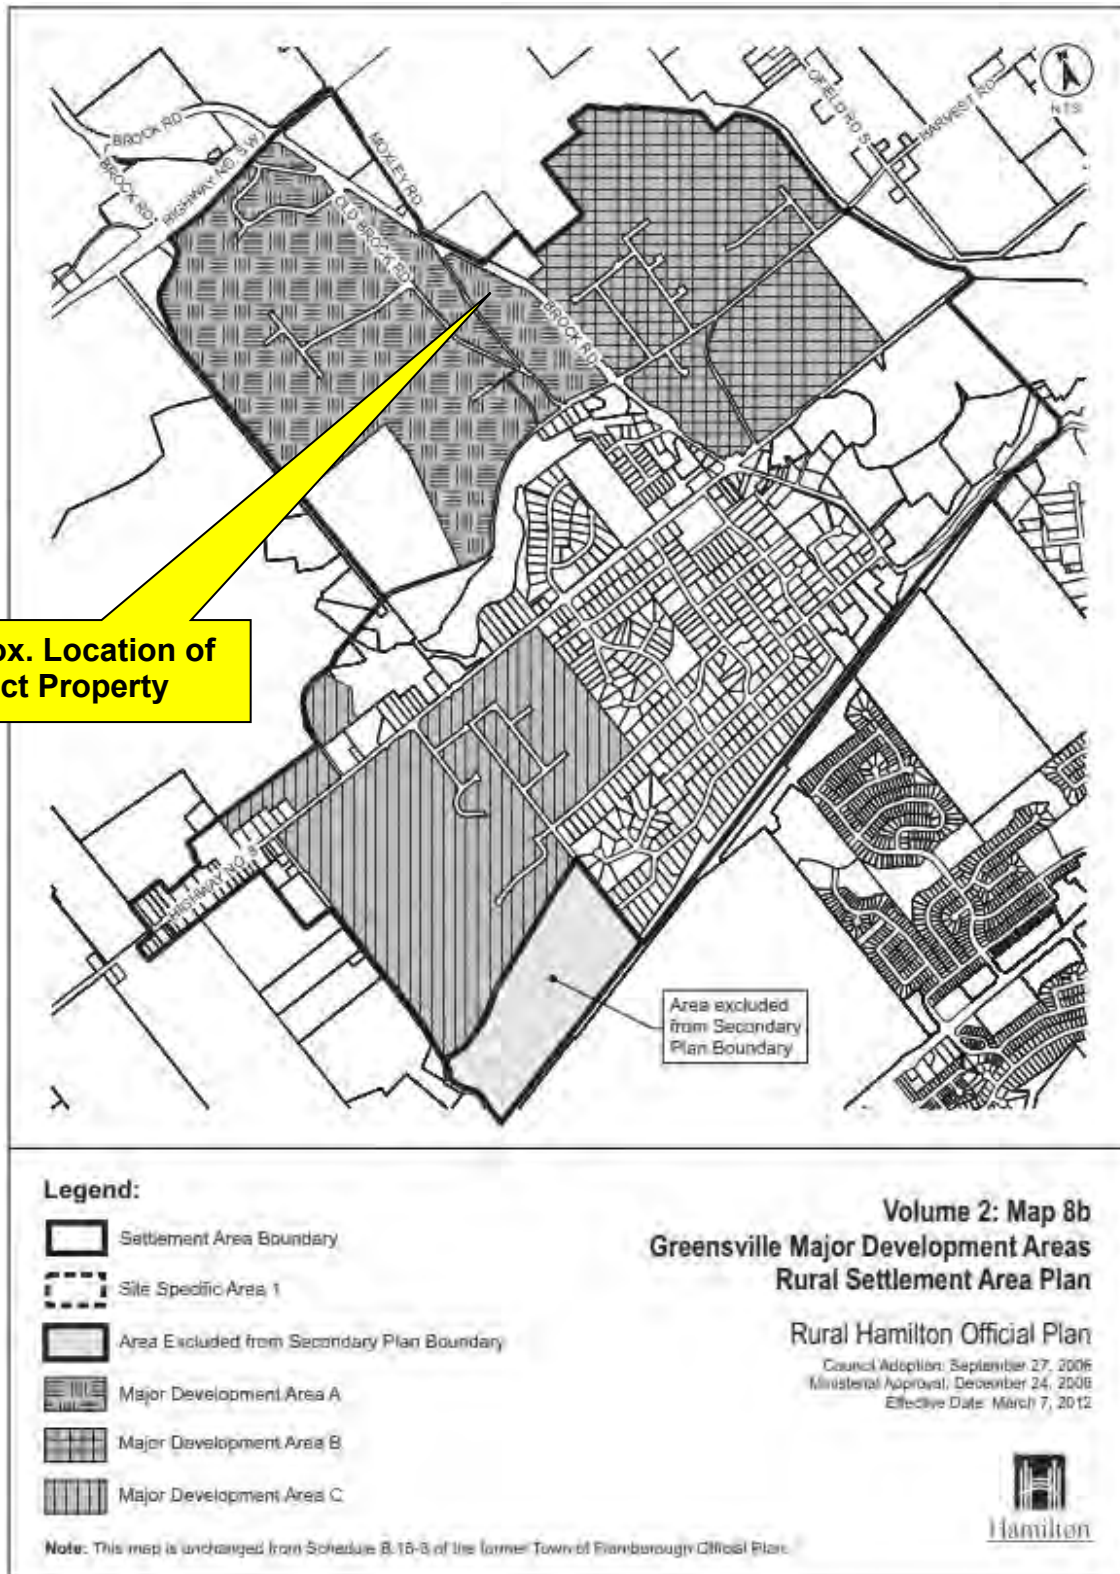 BROCK RD
BROCK RD
HIGHWAY NO. 5 W
MOXLEY RD
OLD BROCK RD
BROCK RD
OFIELD RD S
HARVEST RD
N.T.S
ox. Location of
ct Property
HIGHWAY NO. 8
Area excluded
from Secondary
Plan Boundary
Legend:
Settlement Area Boundary
Site Specific Area 1
Area Excluded from Secondary Plan Boundary
Major Development Area A
Major Development Area B
Major Development Area C
Note: This map is unchanged from Schedule B.16-3 of the former Town of Flamborough Official Plan.
Volume 2: Map 8b
Greensville Major Development Areas
Rural Settlement Area Plan
Rural Hamilton Official Plan
Council Adoption: September 27, 2006
Ministerial Approval: December 24, 2008
Effective Date: March 7, 2012
Hamilton